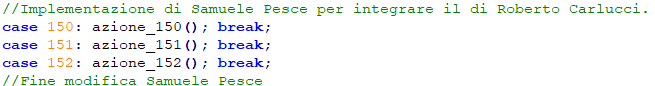 //Implementazione di Samuele Pesce per integrare il di Roberto Carlucci.
case 150: azione_150(); break;
case 151: azione_151(); break;
case 152: azione_152(); break;
//Fine modifica Samuele Pesce